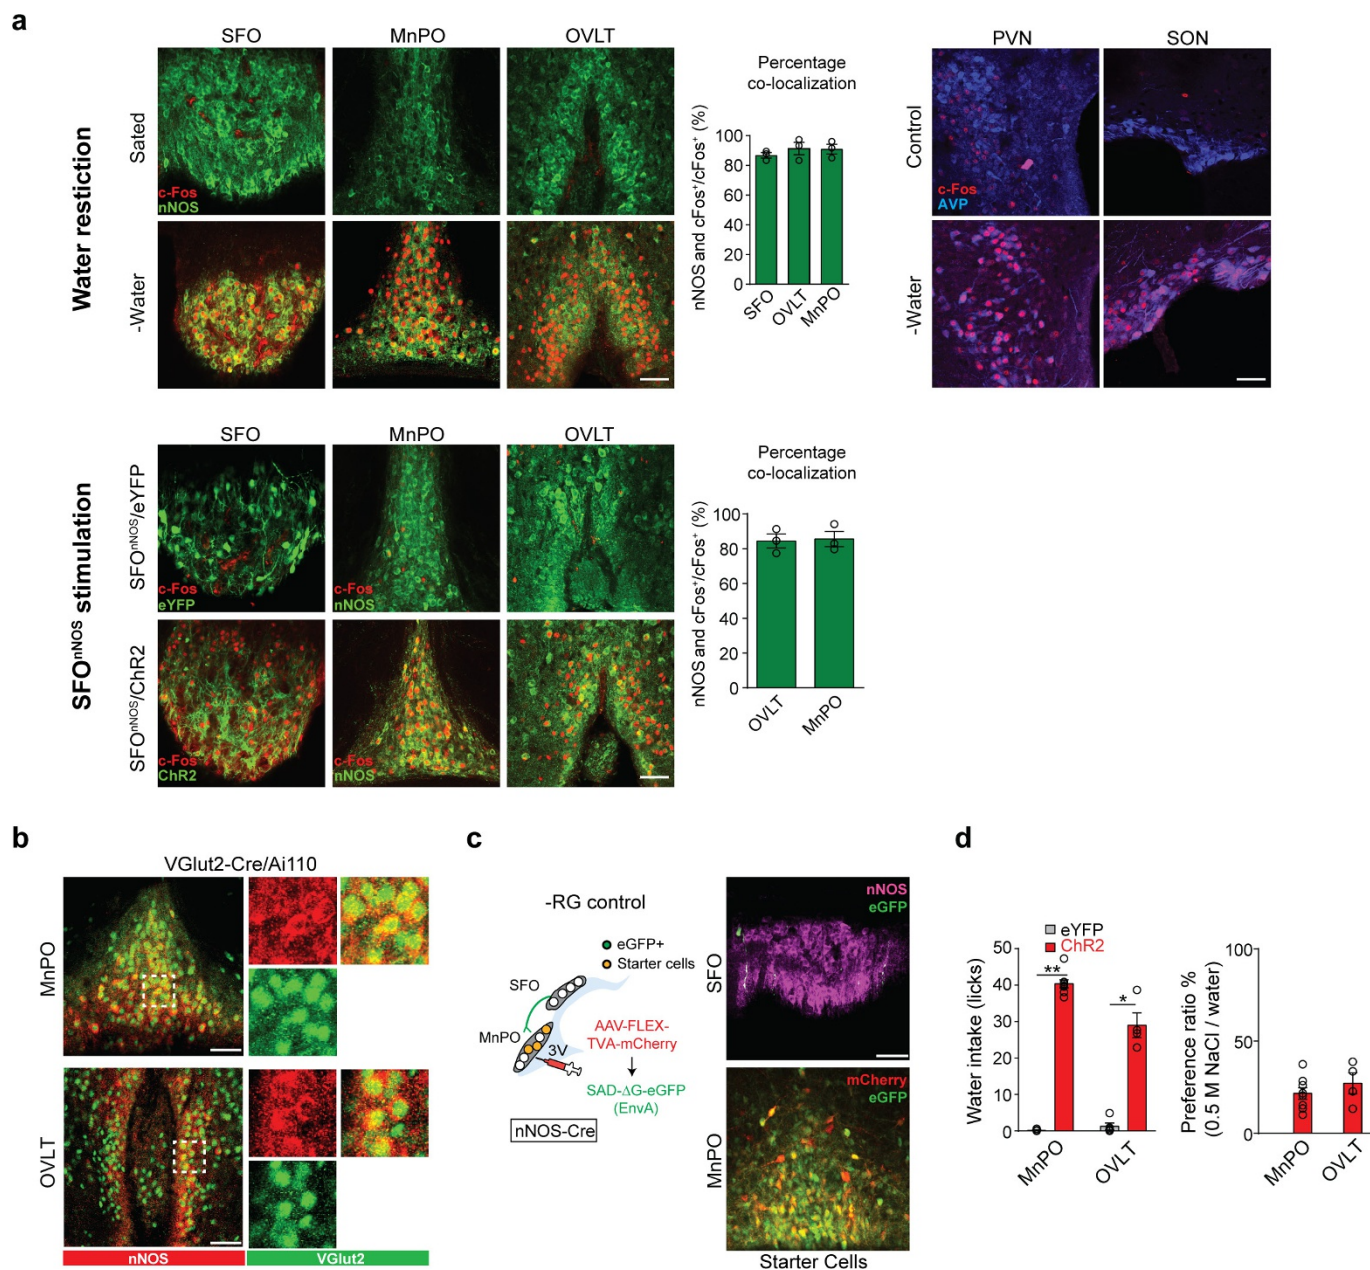 a
SFO
MnPO
OVLT
Water restiction
Sated
c-Fos
nNOS
-Water
Percentage
co-localization
nNOS and cFos⁺/cFos⁺ (%)
100
80
60
40
20
0
SFO
OVLT
MnPO
PVN
SON
Control
c-Fos
AVP
-Water
SFO
MnPO
OVLT
SFOⁿᴺᴼˢ stimulation
SFOⁿᴺᴼˢ/eYFP
c-Fos
eYFP
c-Fos
nNOS
SFOⁿᴺᴼˢ/ChR2
c-Fos
ChR2
c-Fos
nNOS
Percentage
co-localization
nNOS and cFos⁺/cFos⁺ (%)
100
80
60
40
20
0
OVLT
MnPO
b
VGlut2-Cre/Ai110
MnPO
OVLT
nNOS
VGlut2
c
-RG control
eGFP+
Starter cells
SFO
MnPO
3V
AAV-FLEX-
TVA-mCherry
SAD-ΔG-eGFP
(EnvA)
nNOS-Cre
SFO
nNOS
eGFP
MnPO
mCherry
eGFP
Starter Cells
d
eYFP
ChR2
Water intake (licks)
50
40
30
20
10
0
**
*
MnPO
OVLT
Preference ratio %
(0.5 M NaCl / water)
100
50
0
MnPO
OVLT